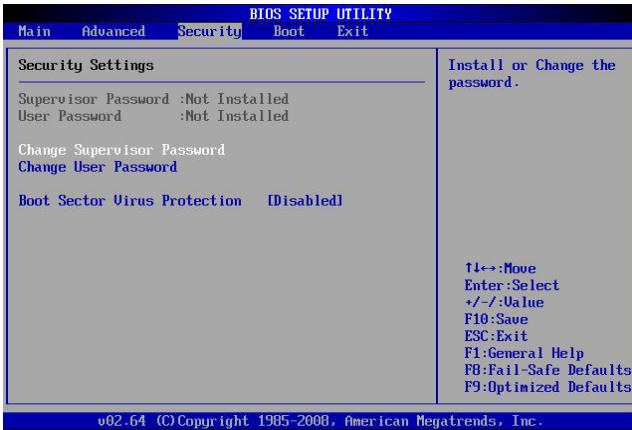 BIOS SETUP UTILITY
Main Advanced Security Boot Exit
Security Settings
Supervisor Password :Not Installed
User Password :Not Installed
Change Supervisor Password
Change User Password
Boot Sector Virus Protection [Disabled]
Install or Change the
password.
↑↓←→:Move
Enter:Select
+/-/:Value
F10:Save
ESC:Exit
F1:General Help
F8:Fail-Safe Defaults
F9:Optimized Defaults
v02.64 (C)Copyright 1985-2008, American Megatrends, Inc.